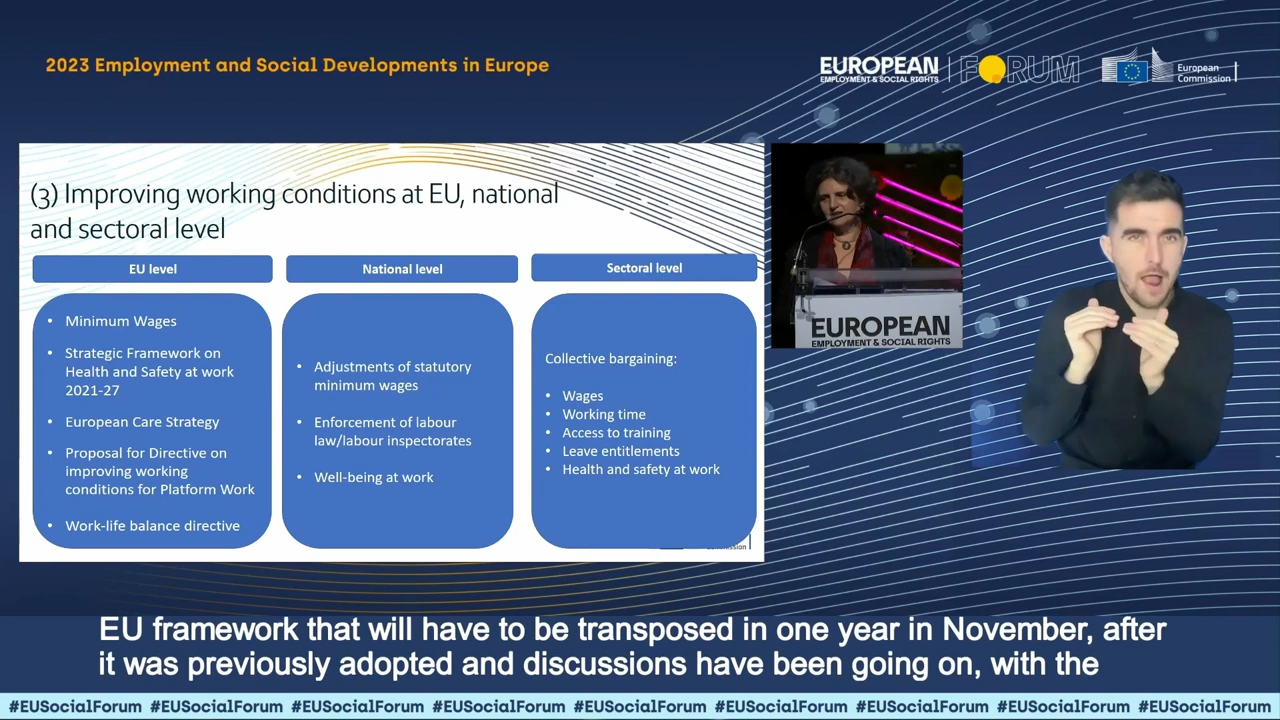 2023 Employment and Social Developments in Europe
EUROPEAN
EMPLOYMENT & SOCIAL RIGHTS
FORUM
European
Commission
(3) Improving working conditions at EU, national
and sectoral level
EU level
• Minimum Wages
• Strategic Framework on
Health and Safety at work
2021-27
• European Care Strategy
• Proposal for Directive on
improving working
conditions for Platform Work
• Work-life balance directive
National level
• Adjustments of statutory
minimum wages
• Enforcement of labour
law/labour inspectorates
• Well-being at work
Sectoral level
Collective bargaining:
• Wages
• Working time
• Access to training
• Leave entitlements
• Health and safety at work
EUROPEAN
EMPLOYMENT & SOCIAL RIGHTS
EU framework that will have to be transposed in one year in November, after
it was previously adopted and discussions have been going on, with the
#EUSocialForum #EUSocialForum #EUSocialForum #EUSocialForum #EUSocialForum #EUSocialForum #EUSocialForum #EUSocialForum #EUSocialForum